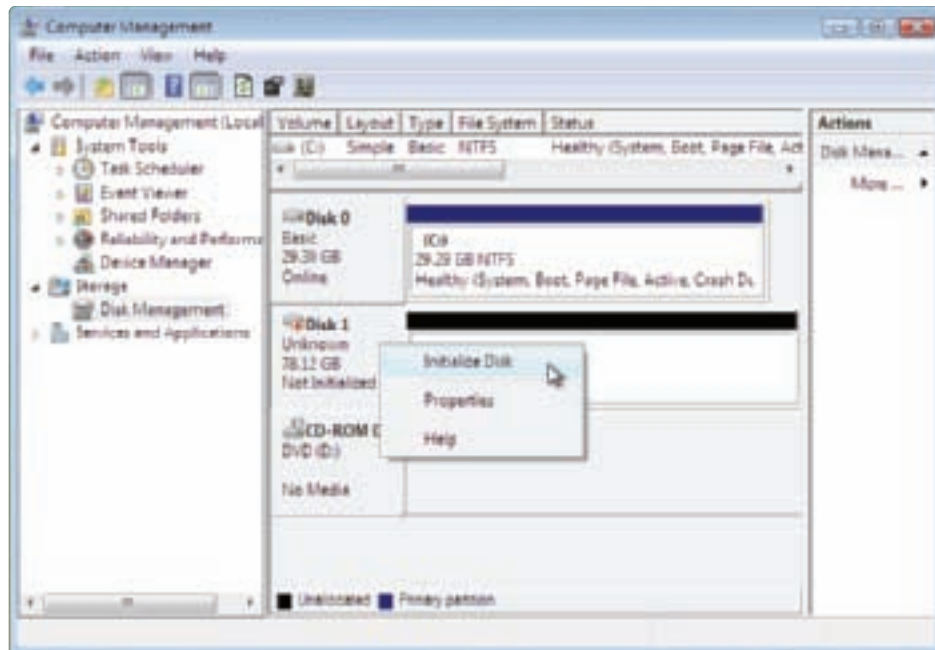 Computer Management
File Action View Help
Computer Management (Local
System Tools
Task Scheduler
Event Viewer
Shared Folders
Reliability and Performa
Device Manager
Storage
Disk Management
Services and Applications
Volume Layout Type File System Status
(C:) Simple Basic NTFS Healthy (System, Boot, Page File, Act
Disk 0
Basic
29.29 GB
Online
(C:)
29.29 GB NTFS
Healthy (System, Boot, Page File, Active, Crash Du
Disk 1
Unknown
78.12 GB
Not Initialized
Initialize Disk
Properties
Help
CD-ROM
DVD (D:)
No Media
Unallocated Primary partition
Actions
Disk Mana...
More ...